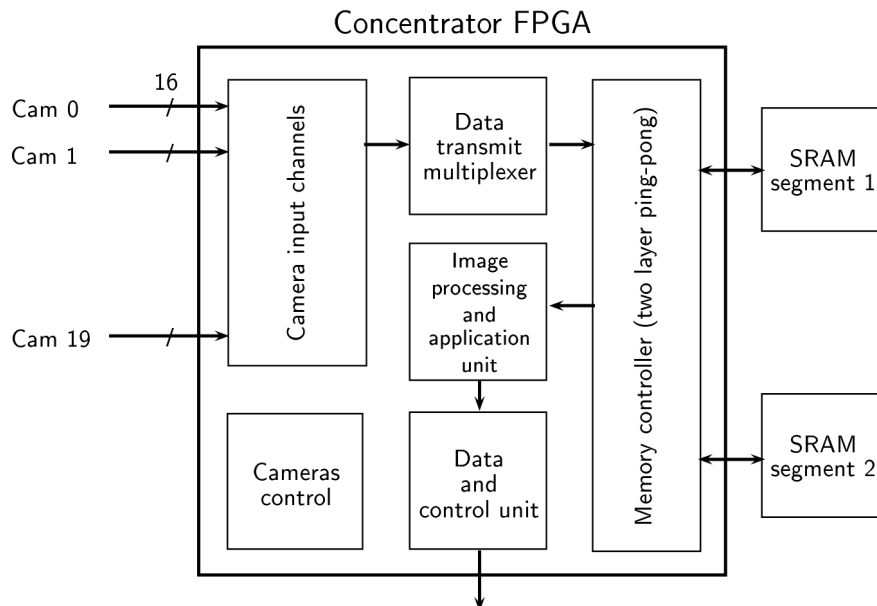 Concentrator FPGA
16
Cam 0
Cam 1
Cam 19
Camera input channels
Data
transmit
multiplexer
Image
processing
and
application
unit
Memory controller (two layer ping-pong)
SRAM
segment 1
SRAM
segment 2
Cameras
control
Data
and
control unit